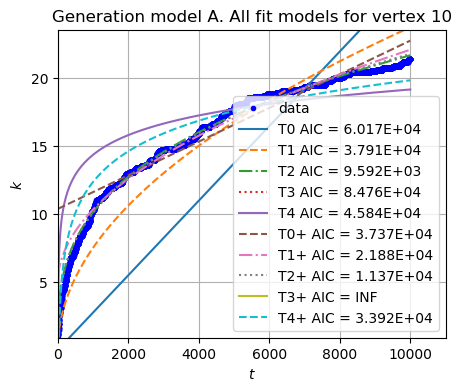 Generation model A. All fit models for vertex 10
20
15
10
5
k
0
2000
4000
6000
8000
10000
t
data
T0 AIC = 6.017E+04
T1 AIC = 3.791E+04
T2 AIC = 9.592E+03
T3 AIC = 8.476E+04
T4 AIC = 4.584E+04
T0+ AIC = 3.737E+04
T1+ AIC = 2.188E+04
T2+ AIC = 1.137E+04
T3+ AIC = INF
T4+ AIC = 3.392E+04